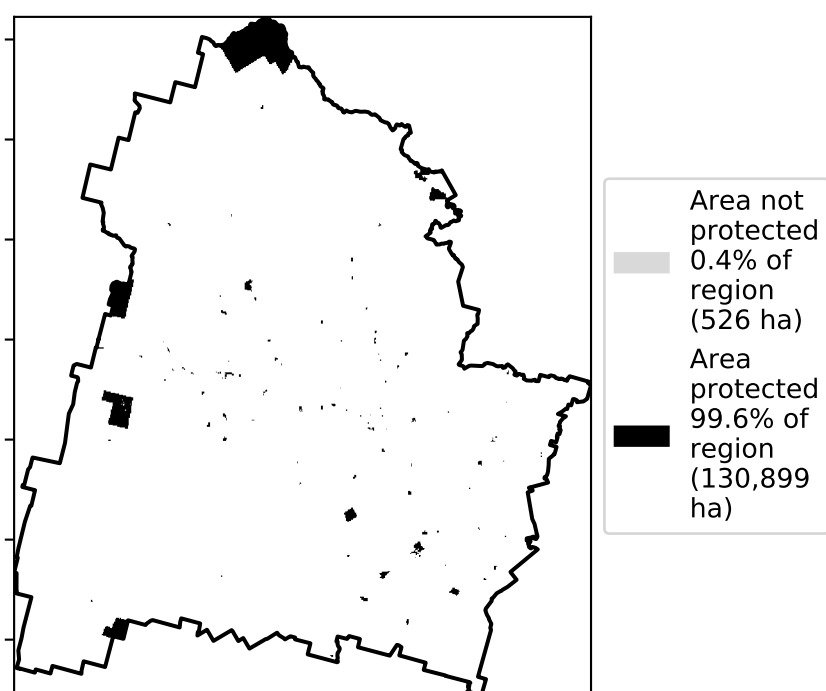 Area not
protected
0.4% of
region
(526 ha)
Area
protected
99.6% of
region
(130,899
ha)